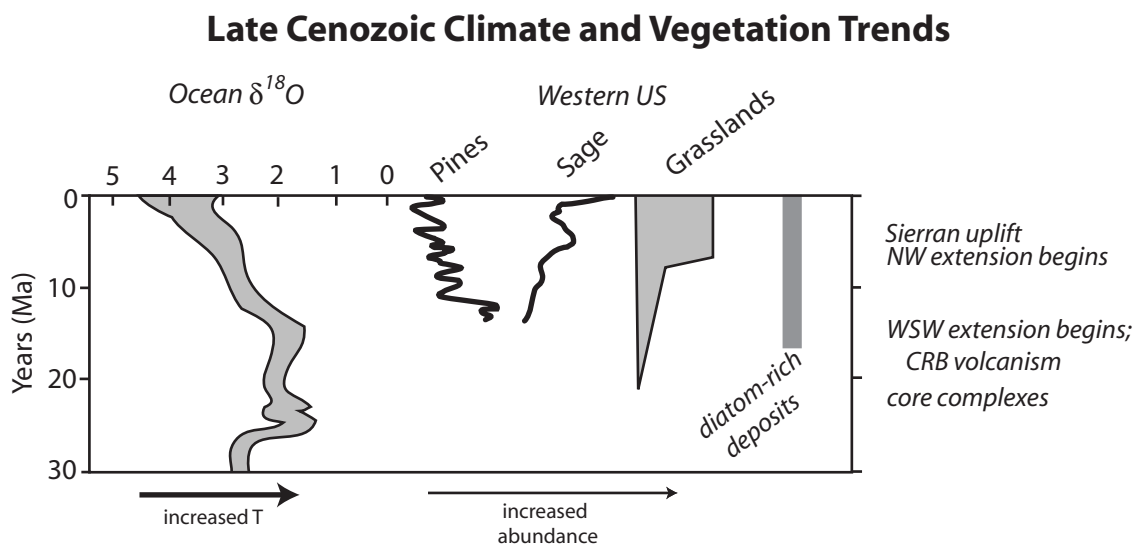 Late Cenozoic Climate and Vegetation Trends
Ocean δ18O
Western US
Pines
Sage
Grasslands
5 4 3 2 1 0
0
10
20
30
Years (Ma)
diatom-rich
deposits
Sierran uplift
NW extension begins
WSW extension begins;
CRB volcanism
core complexes
increased T
increased
abundance